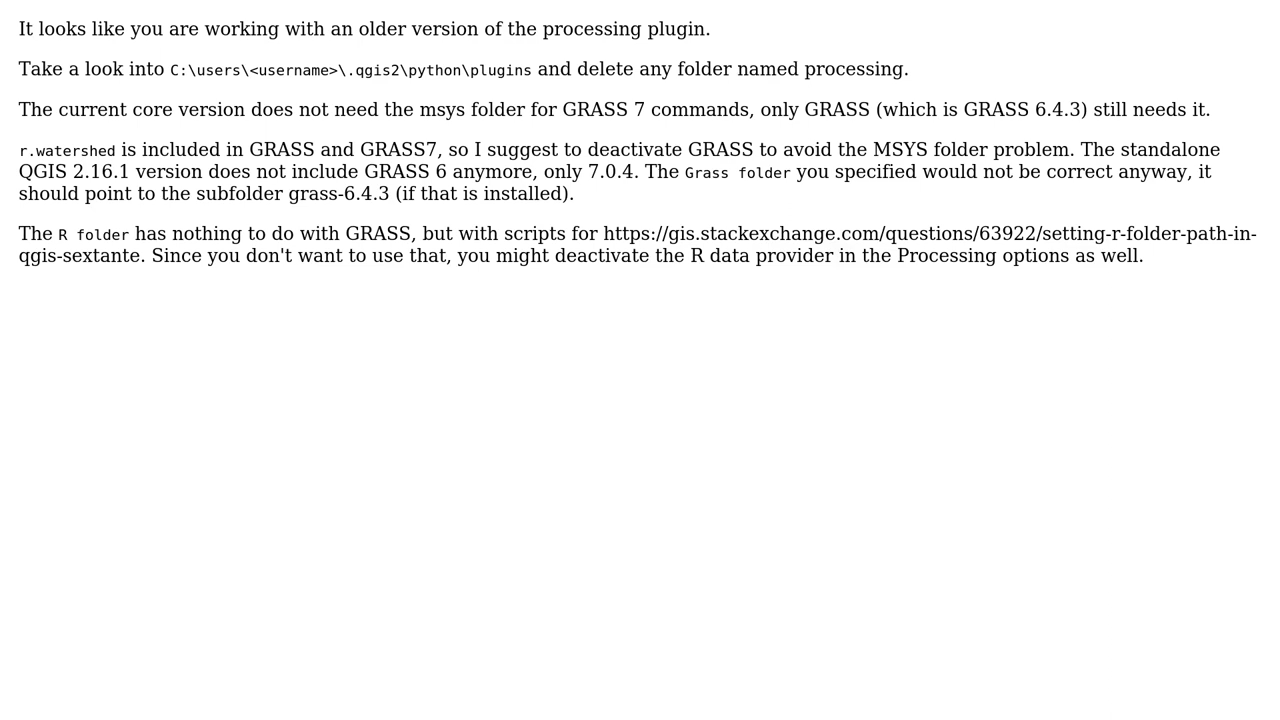 It looks like you are working with an older version of the processing plugin.
Take a look into C:\users\<username>\.qgis2\python\plugins and delete any folder named processing.
The current core version does not need the msys folder for GRASS 7 commands, only GRASS (which is GRASS 6.4.3) still needs it.
r.watershed is included in GRASS and GRASS7, so I suggest to deactivate GRASS to avoid the MSYS folder problem. The standalone
QGIS 2.16.1 version does not include GRASS 6 anymore, only 7.0.4. The Grass folder you specified would not be correct anyway, it
should point to the subfolder grass-6.4.3 (if that is installed).
The R folder has nothing to do with GRASS, but with scripts for https://gis.stackexchange.com/questions/63922/setting-r-folder-path-in-
qgis-sextante. Since you don't want to use that, you might deactivate the R data provider in the Processing options as well.